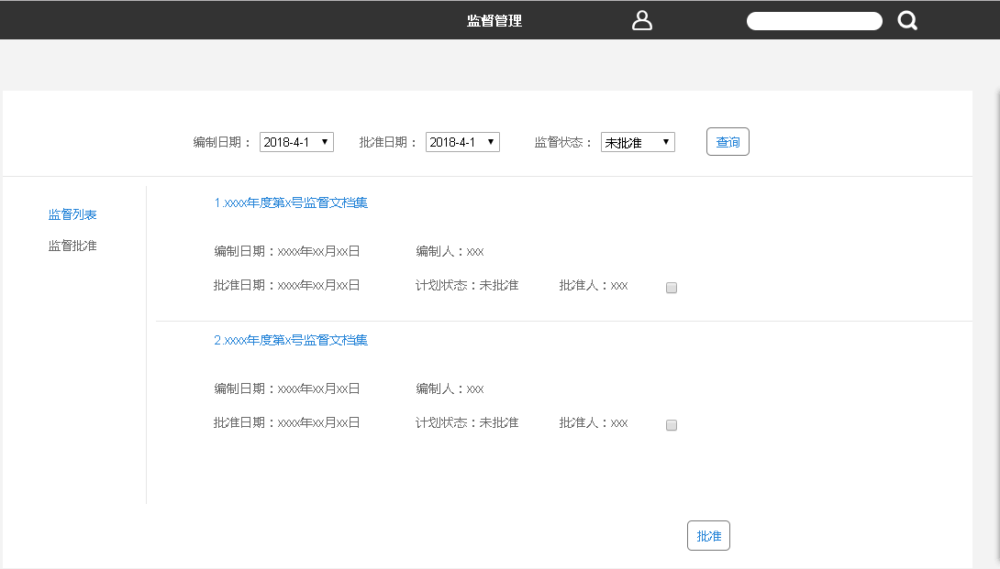 监督管理
编制日期： 2018-4-1 批准日期： 2018-4-1 监督状态： 未批准 查询
监督列表
监督批准
1.xxxx年度第x号监督文档集
编制日期：xxxx年xx月xx日 编制人：xxx
批准日期：xxxx年xx月xx日 计划状态：未批准 批准人：xxx
2.xxxx年度第x号监督文档集
编制日期：xxxx年xx月xx日 编制人：xxx
批准日期：xxxx年xx月xx日 计划状态：未批准 批准人：xxx
批准